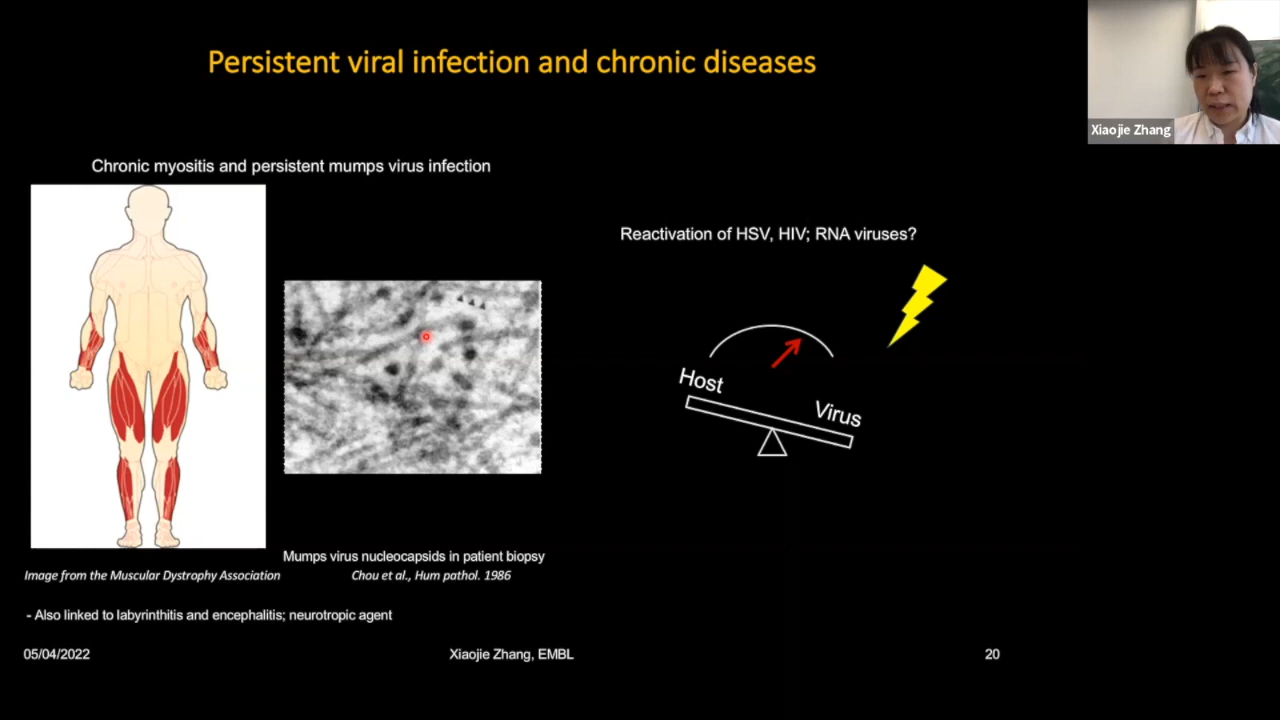 Persistent viral infection and chronic diseases
Xiaojie Zhang
Chronic myositis and persistent mumps virus infection
Reactivation of HSV, HIV; RNA viruses?
Host
Virus
Mumps virus nucleocapsids in patient biopsy
Image from the Muscular Dystrophy Association
Chou et al., Hum pathol. 1986
- Also linked to labyrinthitis and encephalitis; neurotropic agent
05/04/2022
Xiaojie Zhang, EMBL
20